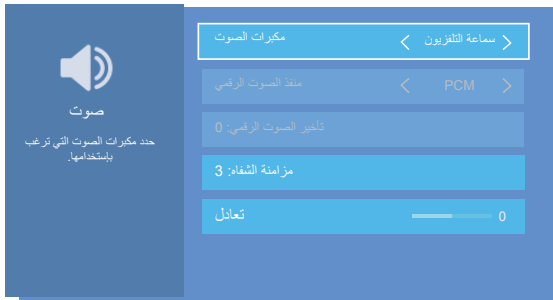 صوت
حدد مكبرات الصوت التي ترغب
بإستخدامها.
مكبرات الصوت
سماعة التلفزيون
منفذ الصوت الرقمي
PCM
تأخير الصوت الرقمي: 0
مزامنة الشفاه: 3
تعادل
0